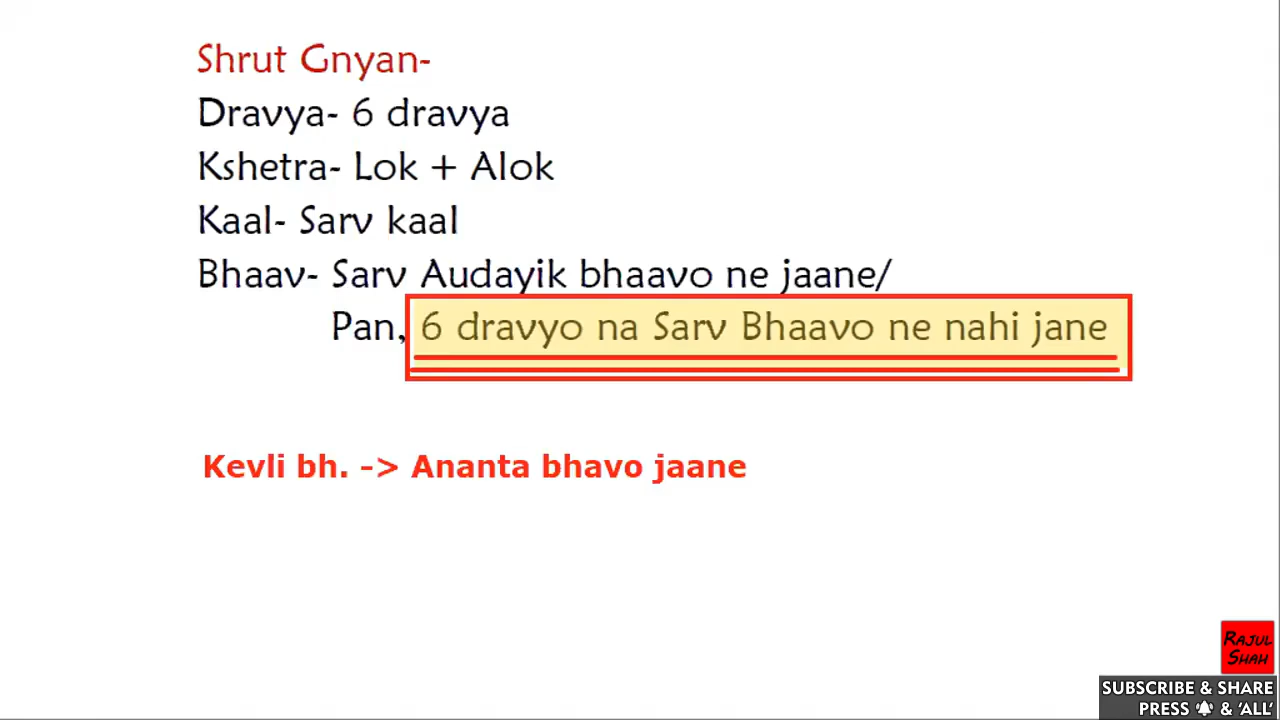 Shrut Gnyan-
Dravya- 6 dravya
Kshetra- Lok + Alok
Kaal- Sarv kaal
Bhaav- Sarv Audayik bhaavo ne jaane/
Pan, 6 dravyo na Sarv Bhaavo ne nahi jane
Kevli bh. -> Ananta bhavo jaane
RAJUL
SHAH
SUBSCRIBE & SHARE
PRESS 🔔 & 'ALL'